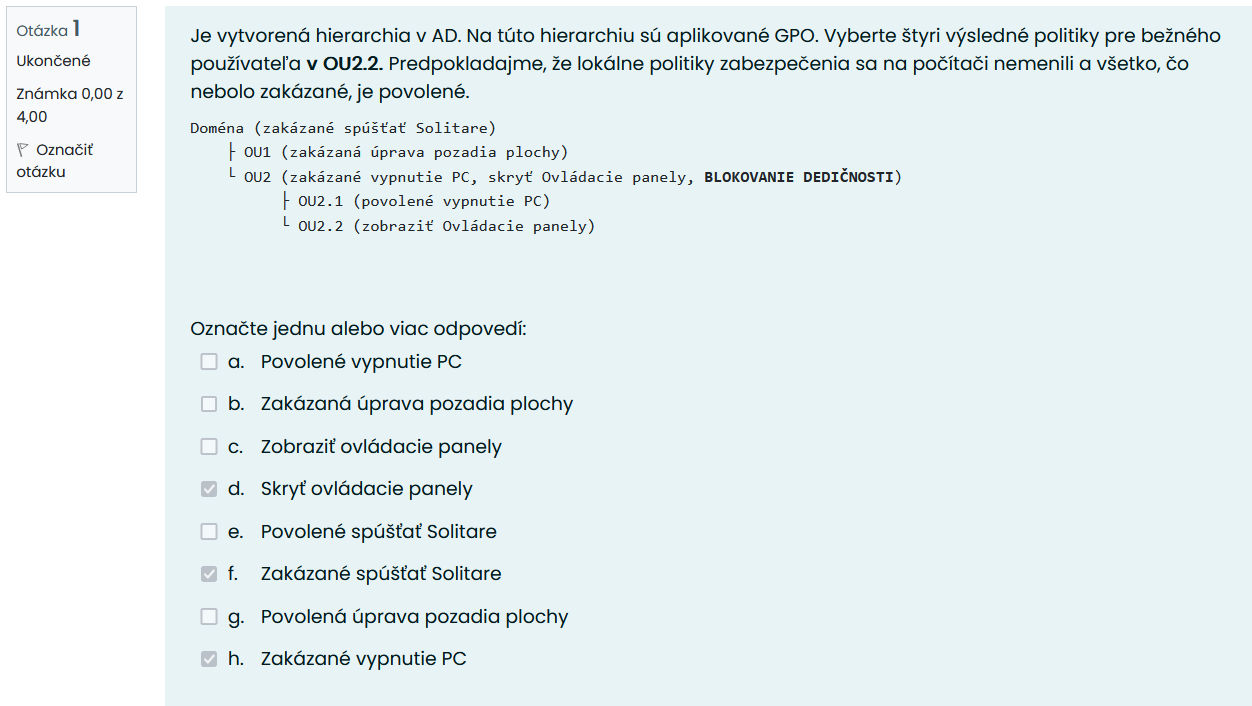 Otázka 1
Ukončené
Známka 0,00 z
4,00
Označiť
otázku
Je vytvorená hierarchia v AD. Na túto hierarchiu sú aplikované GPO. Vyberte štyri výsledné politiky pre bežného
používateľa v OU2.2. Predpokladajme, že lokálne politiky zabezpečenia sa na počítači nemenili a všetko, čo
nebolo zakázané, je povolené.
Doména (zakázané spúšťať Solitare)
├ OU1 (zakázaná úprava pozadia plochy)
└ OU2 (zakázané vypnutie PC, skryť Ovládacie panely, BLOKOVANIE DEDIČNOSTI)
├ OU2.1 (povolené vypnutie PC)
└ OU2.2 (zobraziť Ovládacie panely)
Označte jednu alebo viac odpovedí:
a. Povolené vypnutie PC
b. Zakázaná úprava pozadia plochy
c. Zobraziť ovládacie panely
d. Skryť ovládacie panely
e. Povolené spúšťať Solitare
f. Zakázané spúšťať Solitare
g. Povolená úprava pozadia plochy
h. Zakázané vypnutie PC